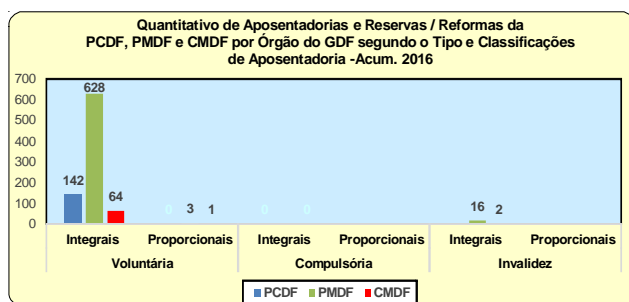 Quantitativo de Aposentadorias e Reservas / Reformas da
PCDF, PMDF e CMDF por Órgão do GDF segundo o Tipo e Classificações
de Aposentadoria -Acum. 2016
700
600
500
400
300
200
100
0
142
628
64
0
3
1
0
0
16
2
Integrais
Proporcionais
Integrais
Proporcionais
Integrais
Proporcionais
Voluntária
Compulsória
Invalidez
PCDF
PMDF
CMDF